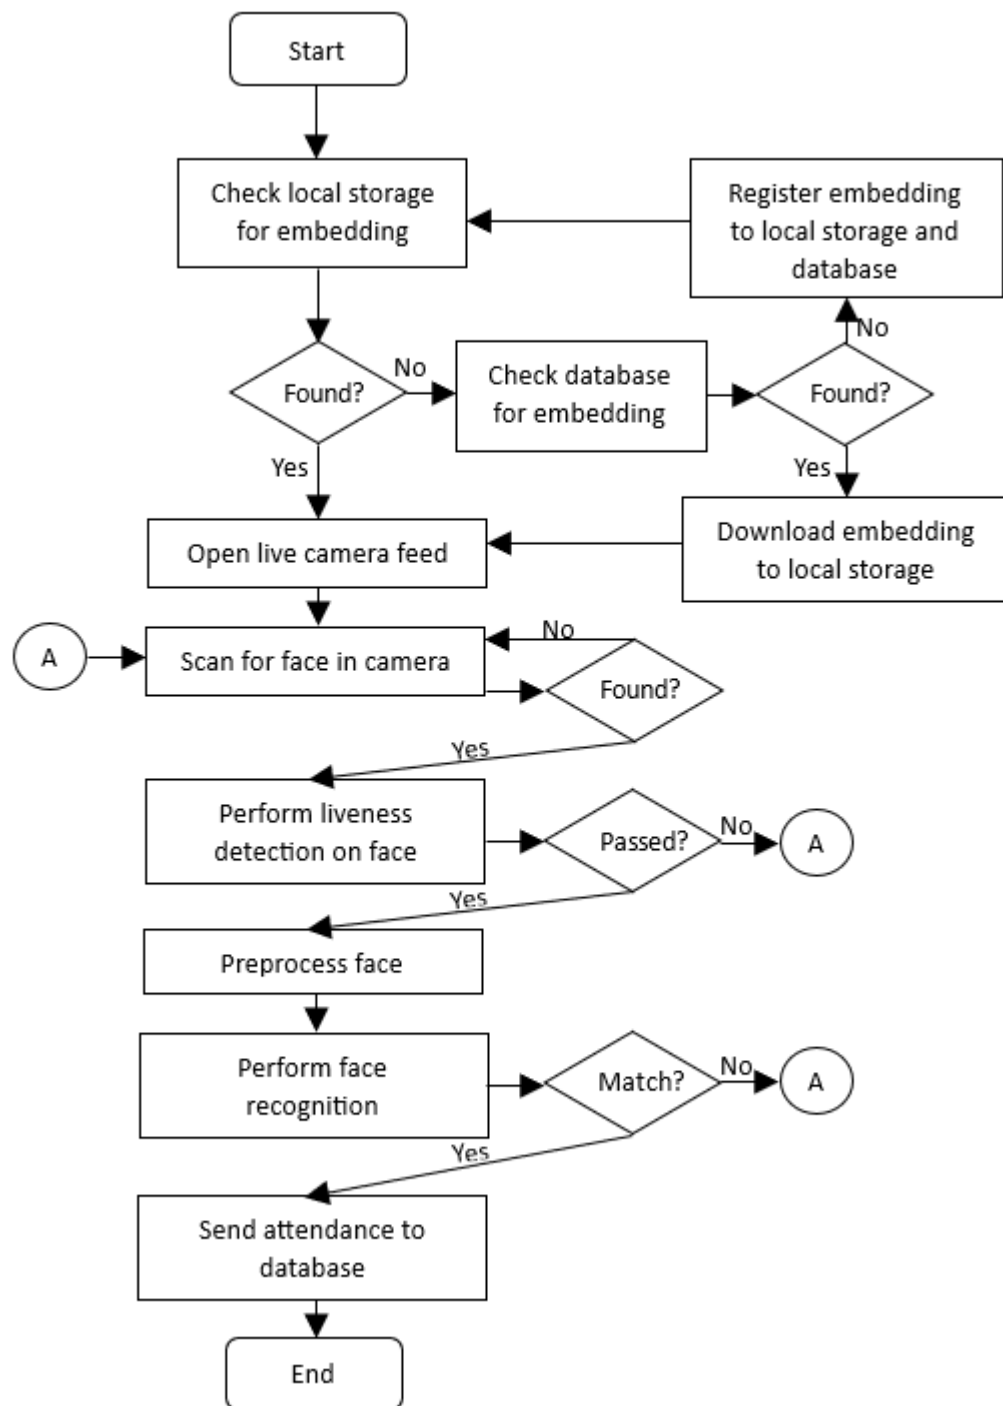 Start
Check local storage
for embedding
Register embedding
to local storage and
database
No
Found?
No
Check database
for embedding
Found?
Yes
Yes
Open live camera feed
Download embedding
to local storage
A
Scan for face in camera
No
Found?
Yes
Perform liveness
detection on face
Passed?
No
A
Yes
Preprocess face
Perform face
recognition
Match?
No
A
Yes
Send attendance to
database
End